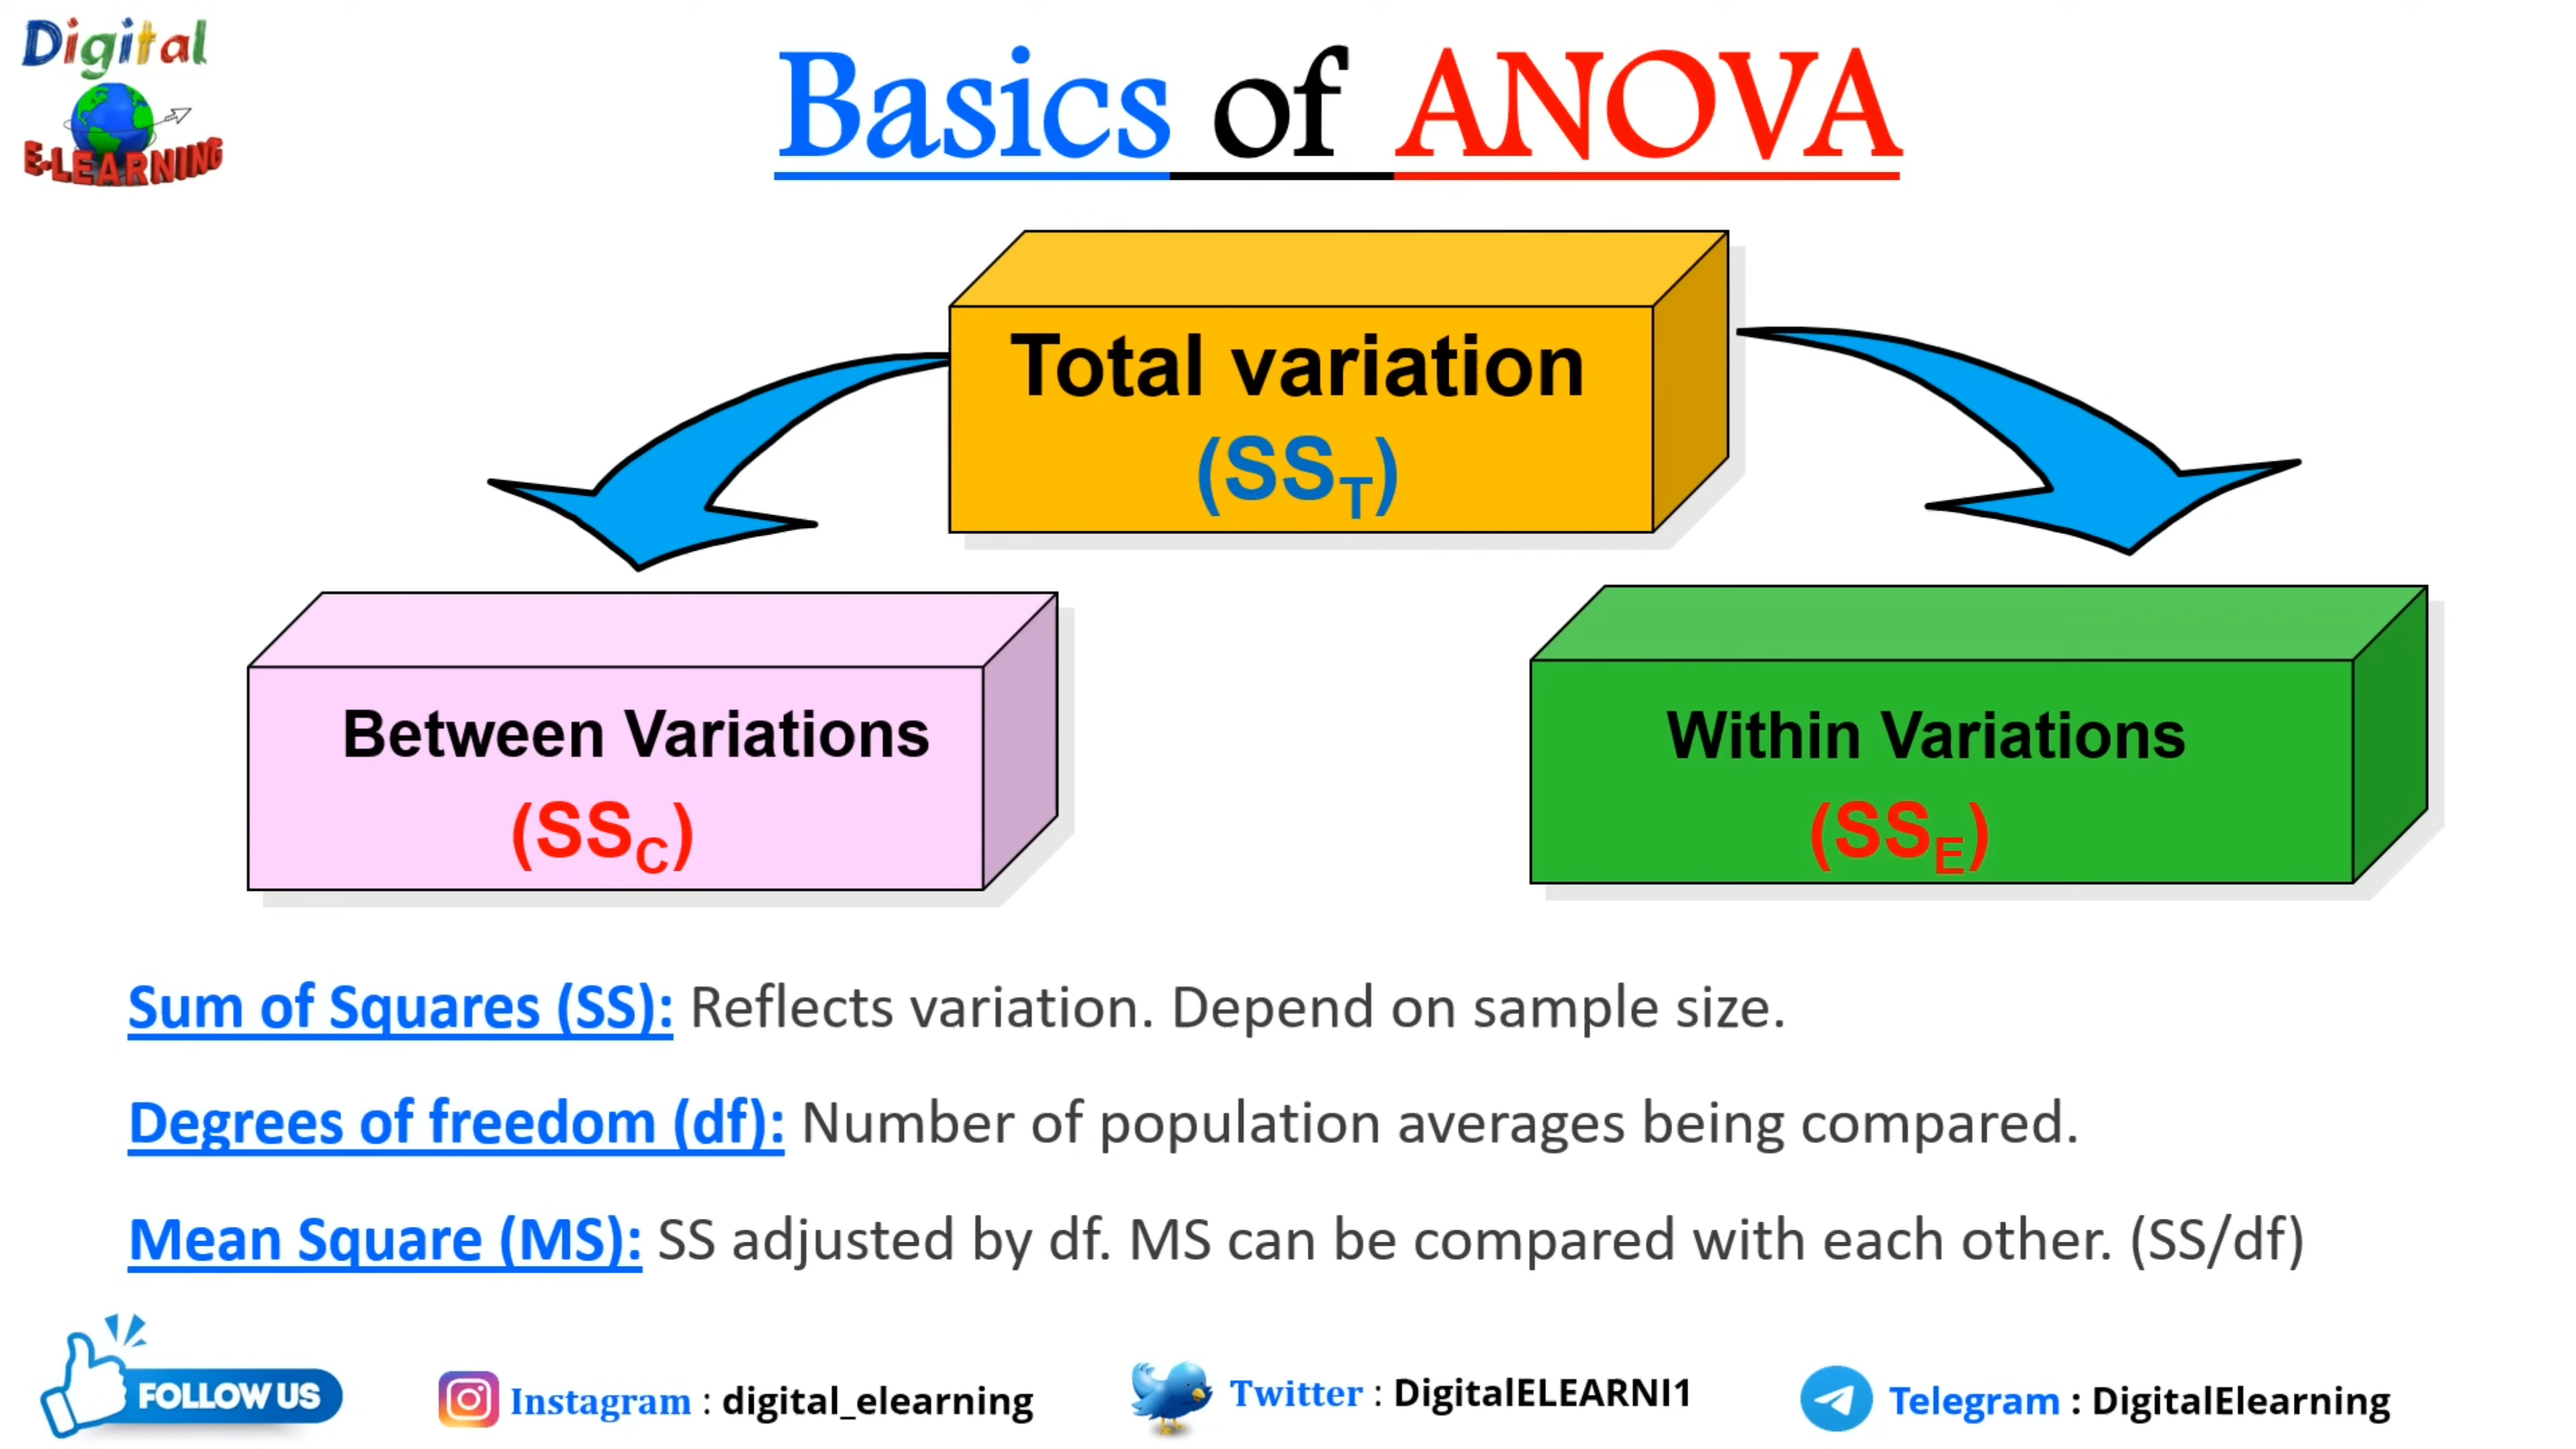 Digital
E-LEARNING
Basics of ANOVA
Total variation
(SST)
Between Variations
(SSC)
Within Variations
(SSE)
Sum of Squares (SS): Reflects variation. Depend on sample size.
Degrees of freedom (df): Number of population averages being compared.
Mean Square (MS): SS adjusted by df. MS can be compared with each other. (SS/df)
FOLLOW US
Instagram : digital_elearning
Twitter : DigitalELEARNI1
Telegram : DigitalElearning